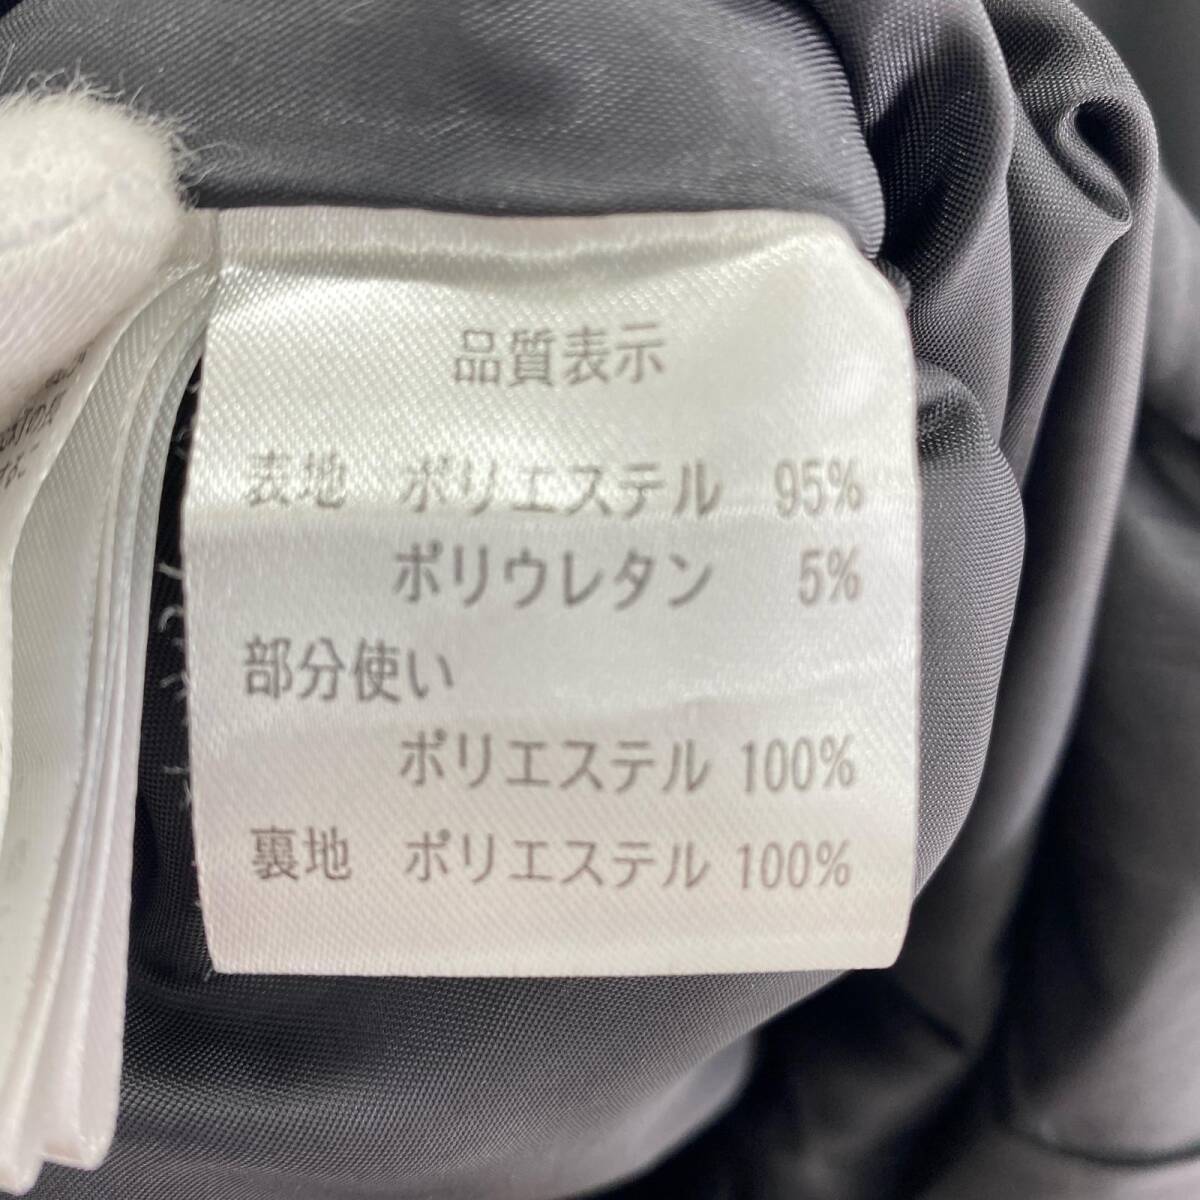 品質表示
表地 ポリエステル 95%
ポリウレタン 5%
部分使い
ポリエステル 100%
裏地 ポリエステル 100%